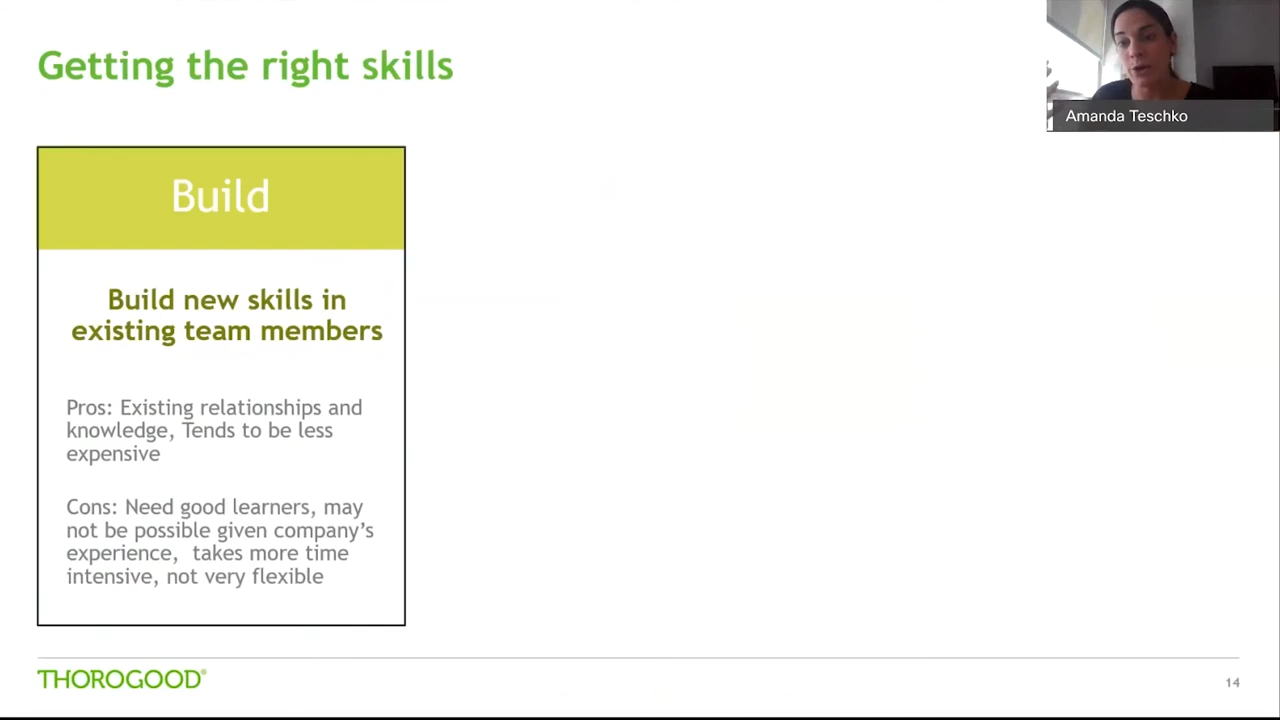 Getting the right skills
Amanda Teschko
Build
Build new skills in
existing team members
Pros: Existing relationships and
knowledge, Tends to be less
expensive
Cons: Need good learners, may
not be possible given company’s
experience,  takes more time
intensive, not very flexible
THOROGOOD®
14